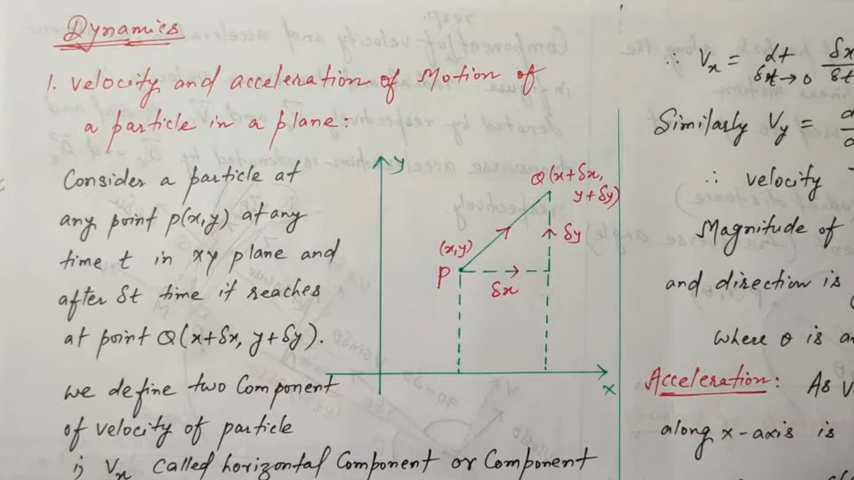 Dynamics
1. Velocity and acceleration of Motion of
a particle in a plane:
Consider a particle at
any point p(x,y) at any
time t in xy plane and
after δt time it reaches
at point Q(x+δx, y+δy).
we define two Component
of velocity of particle
i) Vx called horizontal Component or Component
y
Q(x+δx,
y+δy)
(x,y)
P
δy
δx
x
∴ Vx = lt δx
δt→0 δt
Similarly Vy =
∴ velocity
Magnitude of
and direction is
where θ is
Acceleration: As
along x-axis is